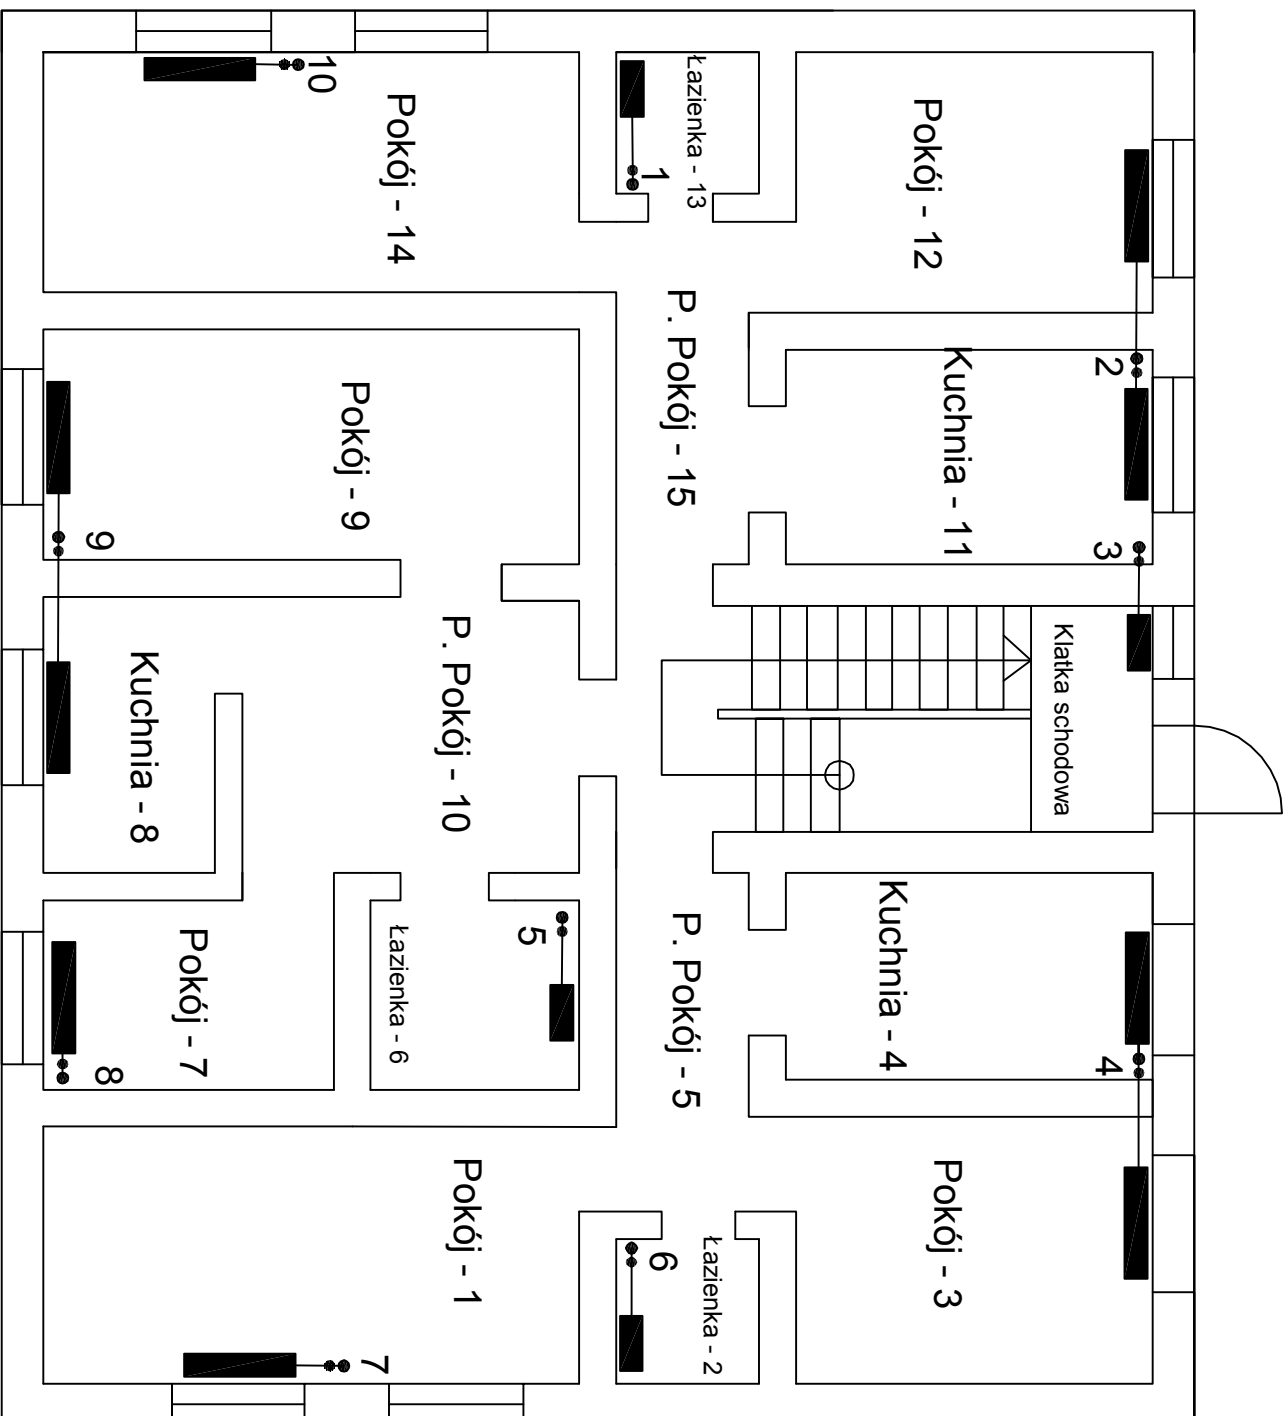 Pokój - 12
2
Kuchnia - 11
3
Klatka schodowa
Kuchnia - 4
4
Pokój - 3
Łazienka - 13
1
P. Pokój - 15
P. Pokój - 5
Łazienka - 2
6
10
Pokój - 14
Pokój - 9
9
P. Pokój - 10
Kuchnia - 8
5
Łazienka - 6
Pokój - 7
8
Pokój - 1
7